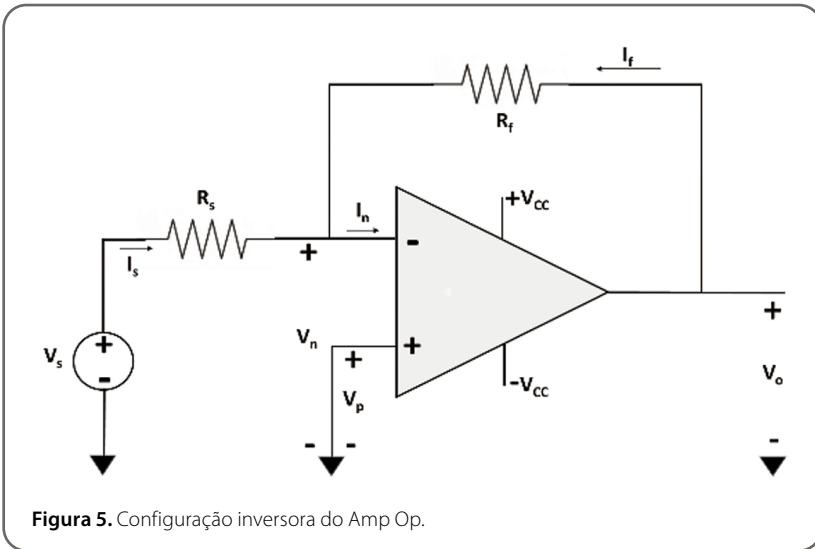 I_f
R_f
R_s
+V_CC
I_n
+
-
I_s
V_s
+
-
V_n
+
+
V_p
-V_CC
+
V_o
-
- -
Figura 5. Configuração inversora do Amp Op.